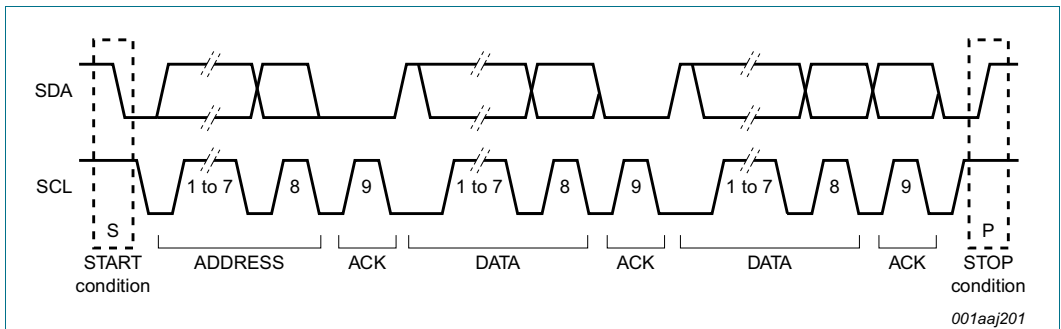 SDA
SCL
1 to 7 8 9 1 to 7 8 9 1 to 7 8 9
S P
START condition ADDRESS ACK DATA ACK DATA ACK STOP condition
001aaj201